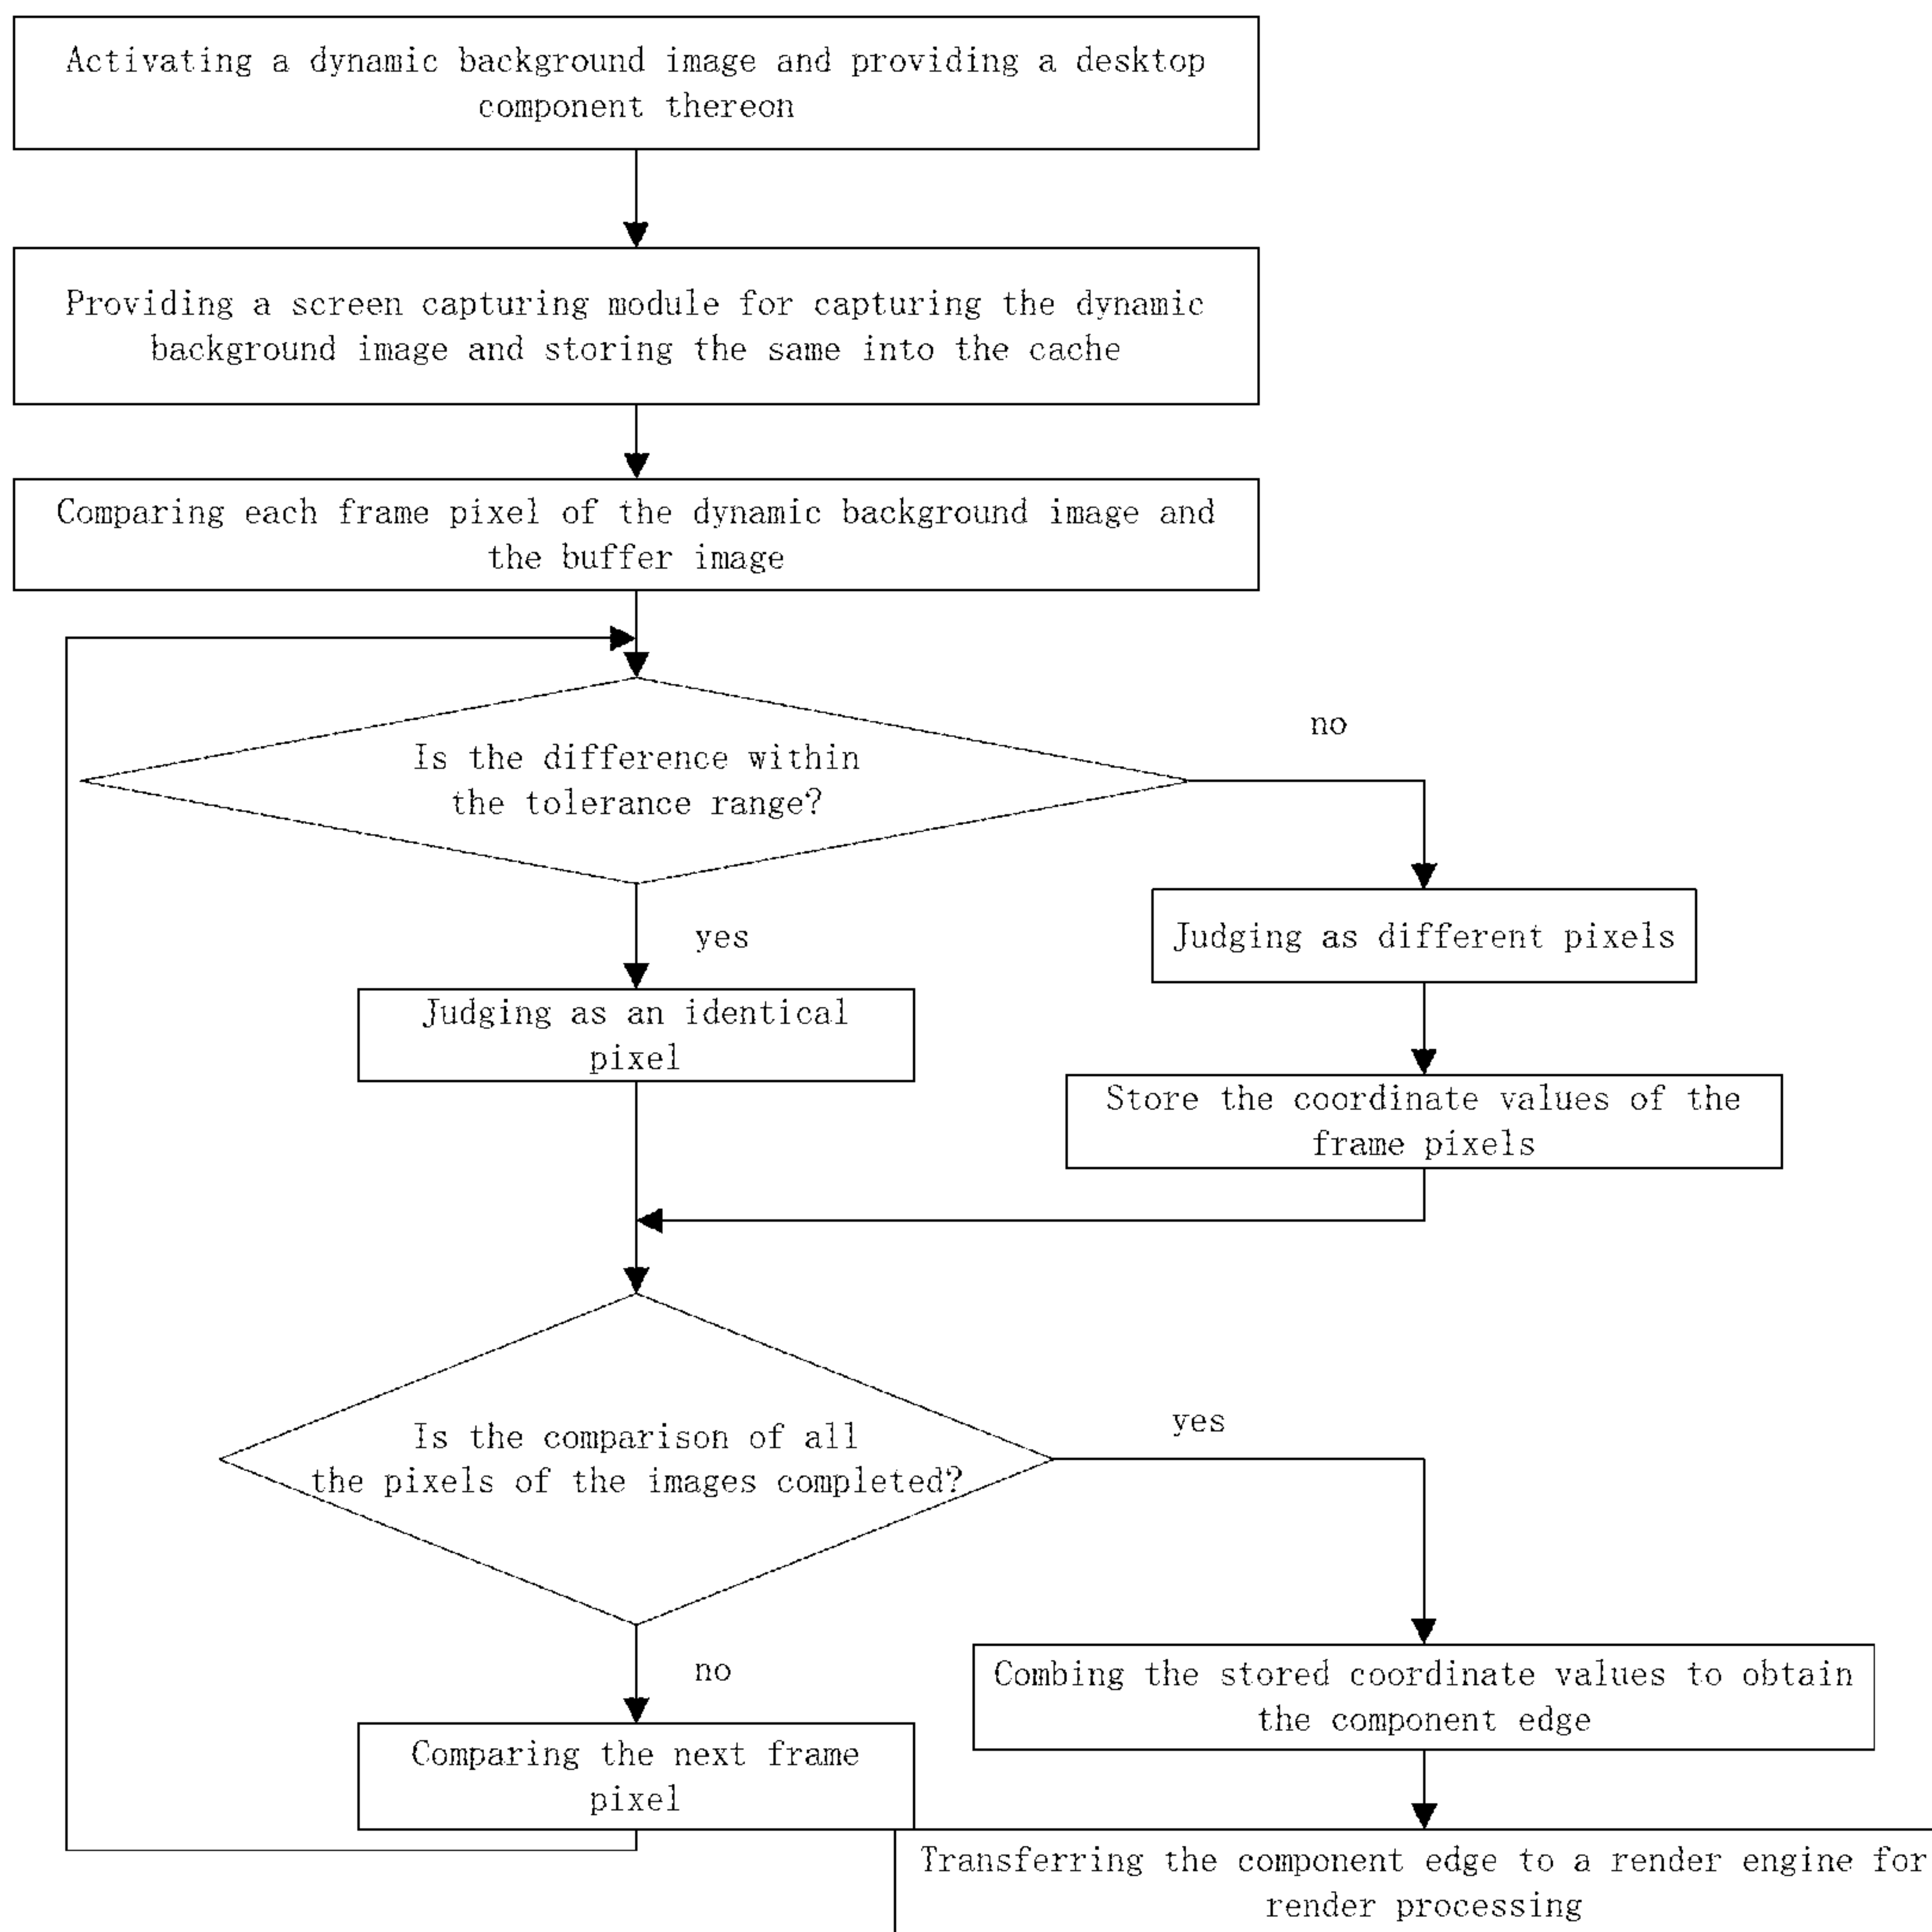 Activating a dynamic background image and providing a desktop
component thereon
Providing a screen capturing module for capturing the dynamic
background image and storing the same into the cache
Comparing each frame pixel of the dynamic background image and
the buffer image
Is the difference within
the tolerance range?
no
yes
Judging as different pixels
Judging as an identical
pixel
Store the coordinate values of the
frame pixels
Is the comparison of all
the pixels of the images completed?
yes
no
Combing the stored coordinate values to obtain
the component edge
Comparing the next frame
pixel
Transferring the component edge to a render engine for
render processing